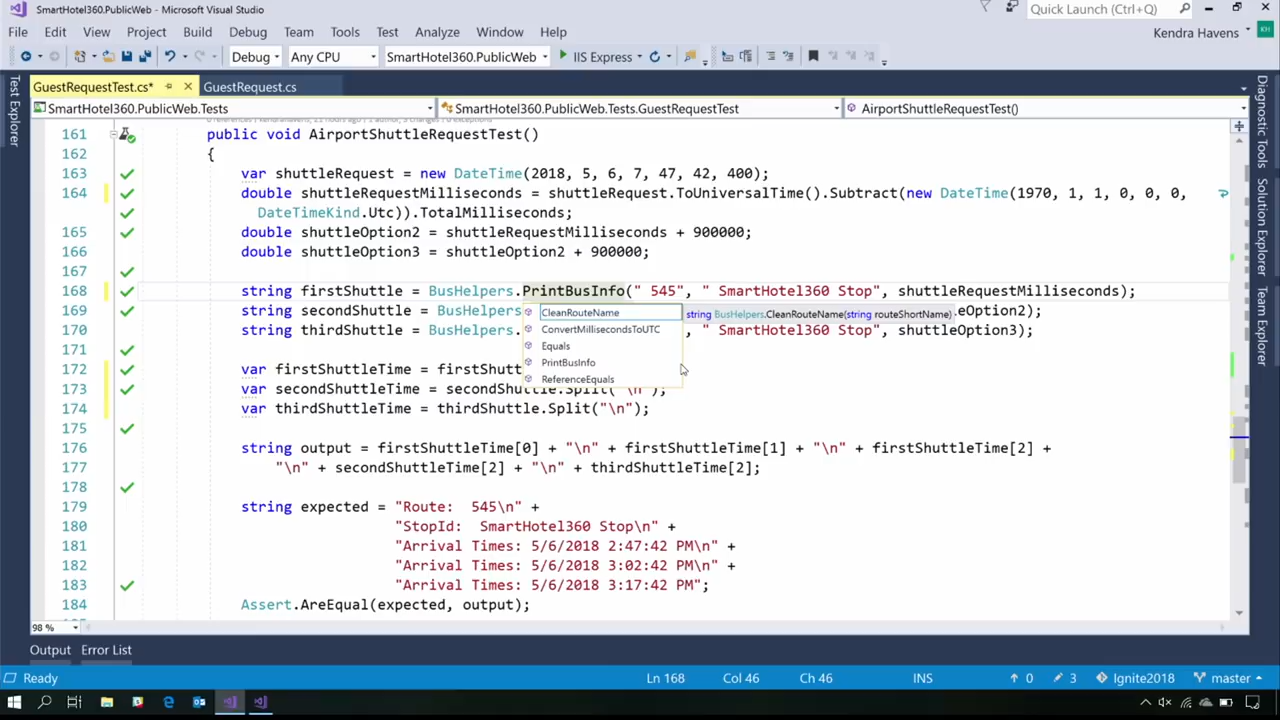 SmartHotel360.PublicWeb - Microsoft Visual Studio
Quick Launch (Ctrl+Q)
File Edit View Project Build Debug Team Tools Test Analyze Window Help
Kendra Havens KH
Debug Any CPU SmartHotel360.PublicWeb IIS Express
GuestRequestTest.cs* GuestRequest.cs
SmartHotel360.PublicWeb.Tests SmartHotel360.PublicWeb.Tests.GuestRequestTest AirportShuttleRequestTest()
Test Explorer
Diagnostic Tools
Solution Explorer
Team Explorer
161 public void AirportShuttleRequestTest()
162 {
163 var shuttleRequest = new DateTime(2018, 5, 6, 7, 47, 42, 400);
164 double shuttleRequestMilliseconds = shuttleRequest.ToUniversalTime().Subtract(new DateTime(1970, 1, 1, 0, 0, 0,
DateTimeKind.Utc)).TotalMilliseconds;
165 double shuttleOption2 = shuttleRequestMilliseconds + 900000;
166 double shuttleOption3 = shuttleOption2 + 900000;
167
168 string firstShuttle = BusHelpers.PrintBusInfo(" 545", " SmartHotel360 Stop", shuttleRequestMilliseconds);
CleanRouteName
string BusHelpers.CleanRouteName(string routeShortName)
ConvertMillisecondsToUTC
Equals
PrintBusInfo
ReferenceEquals
169 string secondShuttle = BusHelpers. eOption2);
170 string thirdShuttle = BusHelpers. , " SmartHotel360 Stop", shuttleOption3);
171
172 var firstShuttleTime = firstShutt
173 var secondShuttleTime = secondShuttle.Split("\n");
174 var thirdShuttleTime = thirdShuttle.Split("\n");
175
176 string output = firstShuttleTime[0] + "\n" + firstShuttleTime[1] + "\n" + firstShuttleTime[2] +
177 "\n" + secondShuttleTime[2] + "\n" + thirdShuttleTime[2];
178
179 string expected = "Route:  545\n" +
180 "StopId:  SmartHotel360 Stop\n" +
181 "Arrival Times: 5/6/2018 2:47:42 PM\n" +
182 "Arrival Times: 5/6/2018 3:02:42 PM\n" +
183 "Arrival Times: 5/6/2018 3:17:42 PM";
184 Assert.AreEqual(expected, output);
98 %
Output Error List
Ready Ln 168 Col 46 Ch 46 INS 0 3 Ignite2018 master